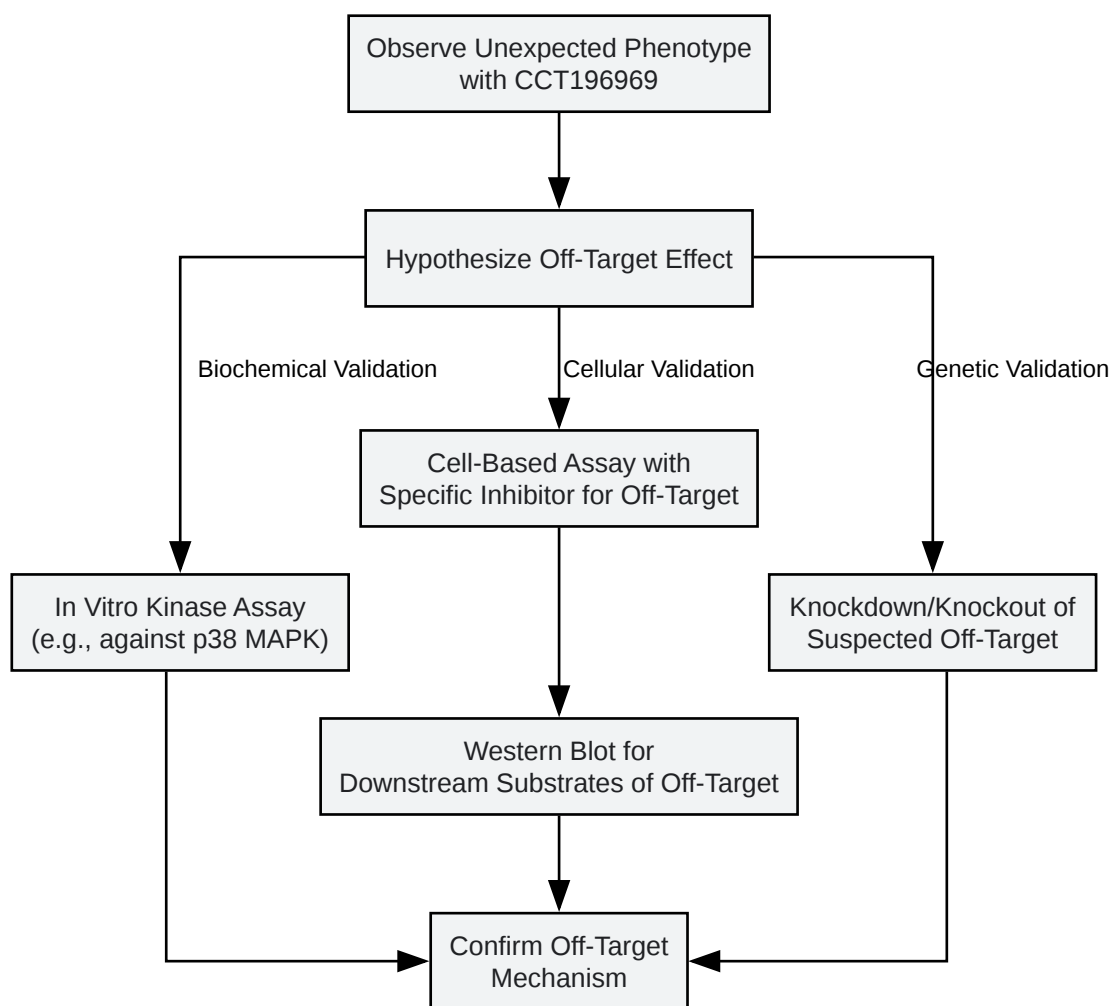 Observe Unexpected Phenotype
with CCT196969
Hypothesize Off-Target Effect
Biochemical Validation
Cellular Validation
Genetic Validation
Cell-Based Assay with
Specific Inhibitor for Off-Target
In Vitro Kinase Assay
(e.g., against p38 MAPK)
Knockdown/Knockout of
Suspected Off-Target
Western Blot for
Downstream Substrates of Off-Target
Confirm Off-Target
Mechanism